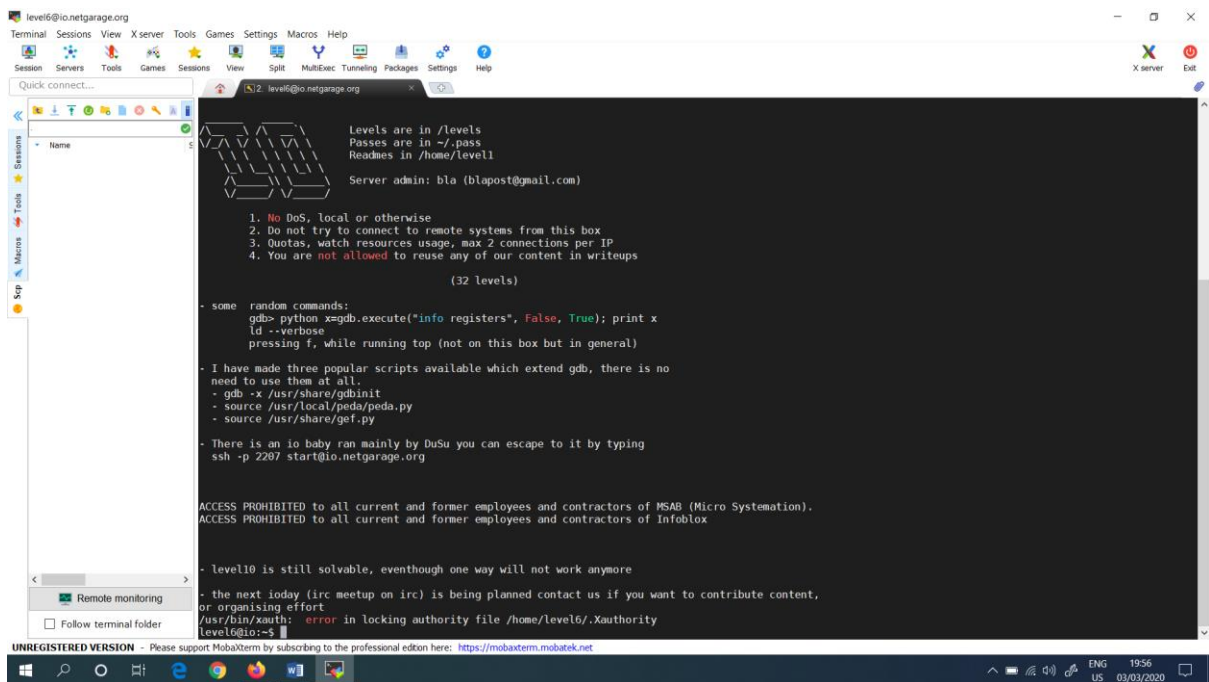 level6@io.netgarage.org
Terminal Sessions View X server Tools Games Settings Macros Help
Session Servers Tools Games Sessions View Split MultiExec Tunneling Packages Settings Help X server Exit
Quick connect...
2. level6@io.netgarage.org
Name
Sessions
Tools
Macros
Scp
Levels are in /levels
Passes are in ~/.pass
Readmes in /home/level1
Server admin: bla (blapost@gmail.com)
1. No DoS, local or otherwise
2. Do not try to connect to remote systems from this box
3. Quotas, watch resources usage, max 2 connections per IP
4. You are not allowed to reuse any of our content in writeups
(32 levels)
- some random commands:
gdb> python x=gdb.execute("info registers", False, True); print x
ld --verbose
pressing f, while running top (not on this box but in general)
- I have made three popular scripts available which extend gdb, there is no
need to use them at all.
- gdb -x /usr/share/gdbinit
- source /usr/local/peda/peda.py
- source /usr/share/gef.py
- There is an io baby ran mainly by DuSu you can escape to it by typing
ssh -p 2207 start@io.netgarage.org
ACCESS PROHIBITED to all current and former employees and contractors of MSAB (Micro Systemation).
ACCESS PROHIBITED to all current and former employees and contractors of Infoblox
- level10 is still solvable, eventhough one way will not work anymore
- the next ioday (irc meetup on irc) is being planned contact us if you want to contribute content,
or organising effort
/usr/bin/xauth: error in locking authority file /home/level6/.Xauthority
level6@io:~$
Remote monitoring
Follow terminal folder
UNREGISTERED VERSION - Please support MobaXterm by subscribing to the professional edition here: https://mobaxterm.mobatek.net
ENG
US
19:56
03/03/2020